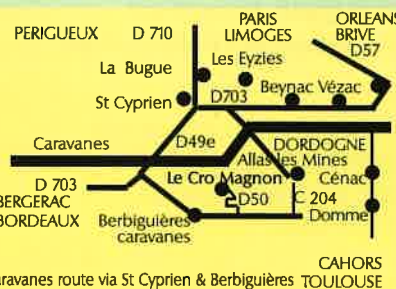 PARIS ORLEANS
PERIGUEUX D 710 LIMOGES BRIVE
D57
Les Eyzies
La Bugue
Beynac Vézac
St Cyprien D703
Caravanes D49e DORDOGNE
Allas les Mines
D 703 Le Cro Magnon Cénac
BERGERAC D50 C 204
BORDEAUX Berbiguières Domme
caravanes
CAHORS
aravanes route via St Cyprien & Berbiguières TOULOUSE